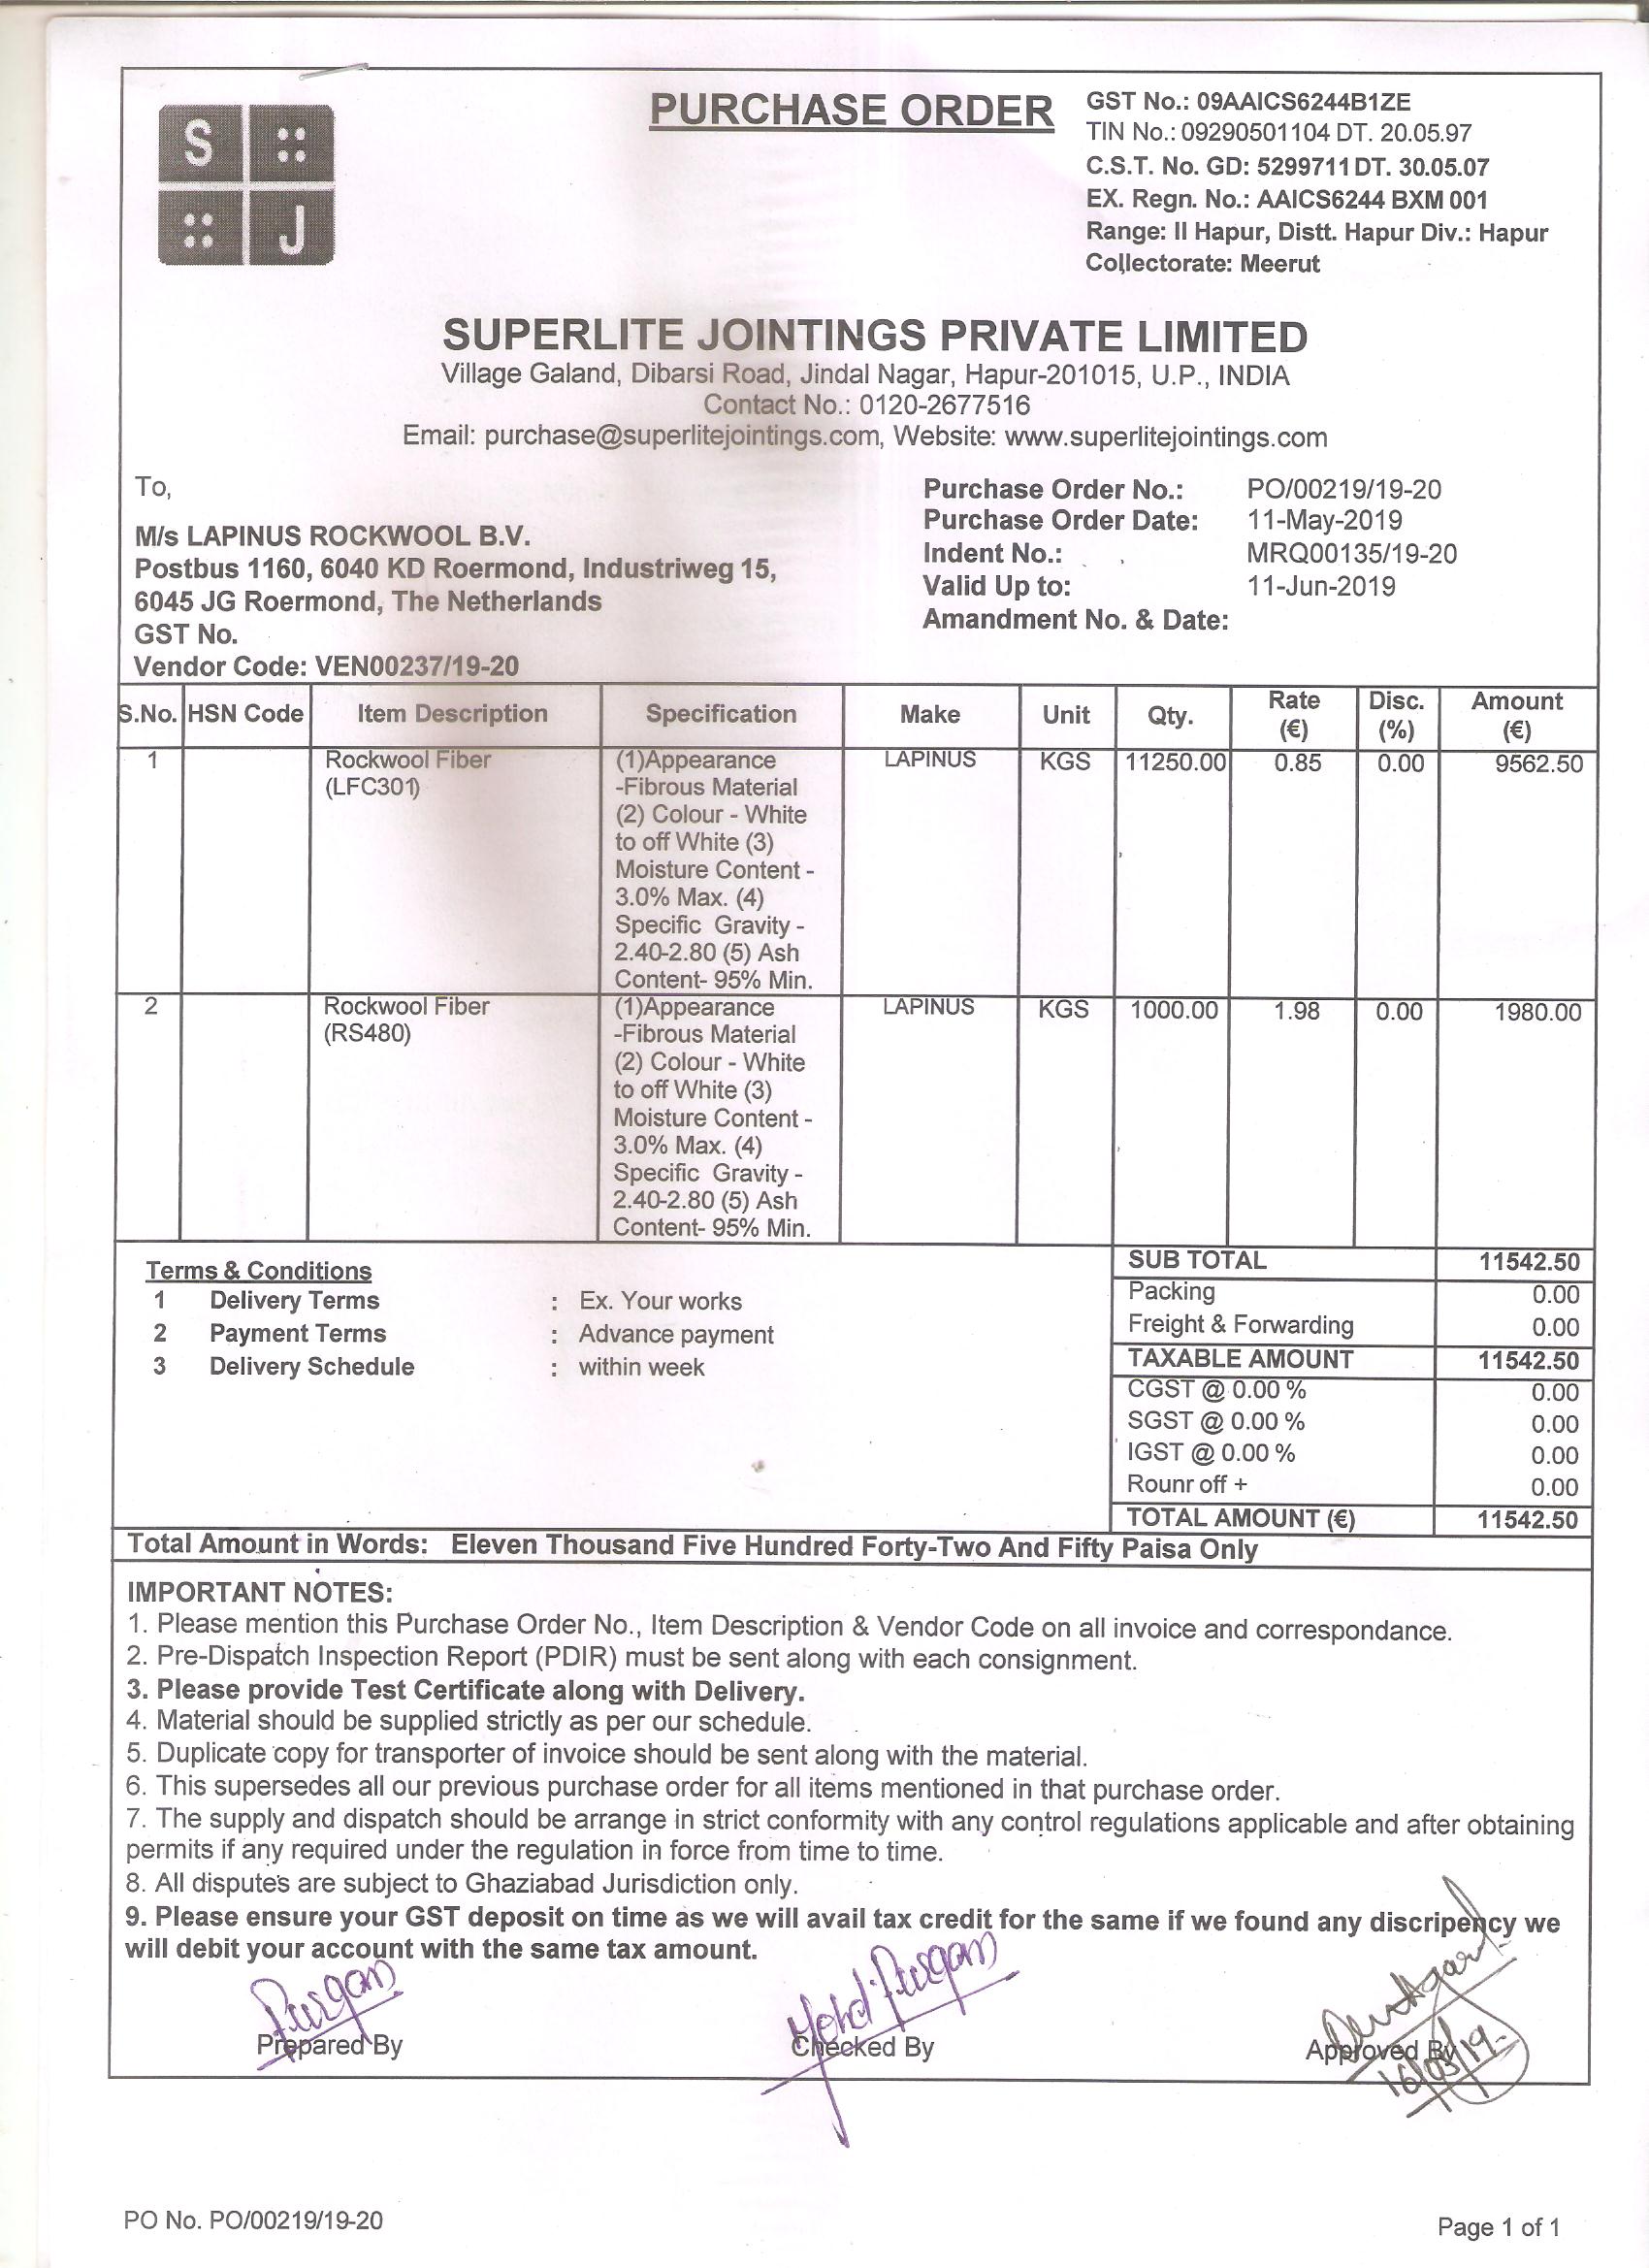 S
J
PURCHASE ORDER
GST No.: 09AAICS6244B1ZE
TIN No.: 09290501104 DT. 20.05.97
C.S.T. No. GD: 5299711 DT. 30.05.07
EX. Regn. No.: AAICS6244 BXM 001
Range: II Hapur, Distt. Hapur Div.: Hapur
Collectorate: Meerut
SUPERLITE JOINTINGS PRIVATE LIMITED
Village Galand, Dibarsi Road, Jindal Nagar, Hapur-201015, U.P., INDIA
Contact No.: 0120-2677516
Email: purchase@superlitejointings.com, Website: www.superlitejointings.com
To,
M/s LAPINUS ROCKWOOL B.V.
Postbus 1160, 6040 KD Roermond, Industriweg 15,
6045 JG Roermond, The Netherlands
GST No.
Vendor Code: VEN00237/19-20
Purchase Order No.: PO/00219/19-20
Purchase Order Date: 11-May-2019
Indent No.: MRQ00135/19-20
Valid Up to: 11-Jun-2019
Amandment No. & Date:
S.No. HSN Code Item Description Specification Make Unit Qty. Rate (€) Disc. (%) Amount (€)
1 Rockwool Fiber (1)Appearance LAPINUS KGS 11250.00 0.85 0.00 9562.50
(LFC301) -Fibrous Material
(2) Colour - White
to off White (3)
Moisture Content -
3.0% Max. (4)
Specific Gravity -
2.40-2.80 (5) Ash
Content- 95% Min.
2 Rockwool Fiber (1)Appearance LAPINUS KGS 1000.00 1.98 0.00 1980.00
(RS480) -Fibrous Material
(2) Colour - White
to off White (3)
Moisture Content -
3.0% Max. (4)
Specific Gravity -
2.40-2.80 (5) Ash
Content- 95% Min.
Terms & Conditions
1 Delivery Terms : Ex. Your works
2 Payment Terms : Advance payment
3 Delivery Schedule : within week
SUB TOTAL 11542.50
Packing 0.00
Freight & Forwarding 0.00
TAXABLE AMOUNT 11542.50
CGST @ 0.00 % 0.00
SGST @ 0.00 % 0.00
IGST @ 0.00 % 0.00
Rounr off + 0.00
TOTAL AMOUNT (€) 11542.50
Total Amount in Words: Eleven Thousand Five Hundred Forty-Two And Fifty Paisa Only
IMPORTANT NOTES:
1. Please mention this Purchase Order No., Item Description & Vendor Code on all invoice and correspondance.
2. Pre-Dispatch Inspection Report (PDIR) must be sent along with each consignment.
3. Please provide Test Certificate along with Delivery.
4. Material should be supplied strictly as per our schedule.
5. Duplicate copy for transporter of invoice should be sent along with the material.
6. This supersedes all our previous purchase order for all items mentioned in that purchase order.
7. The supply and dispatch should be arrange in strict conformity with any control regulations applicable and after obtaining
permits if any required under the regulation in force from time to time.
8. All disputes are subject to Ghaziabad Jurisdiction only.
9. Please ensure your GST deposit on time as we will avail tax credit for the same if we found any discripency we
will debit your account with the same tax amount.
Prepared By
Checked By
Approved By
PO No. PO/00219/19-20
Page 1 of 1